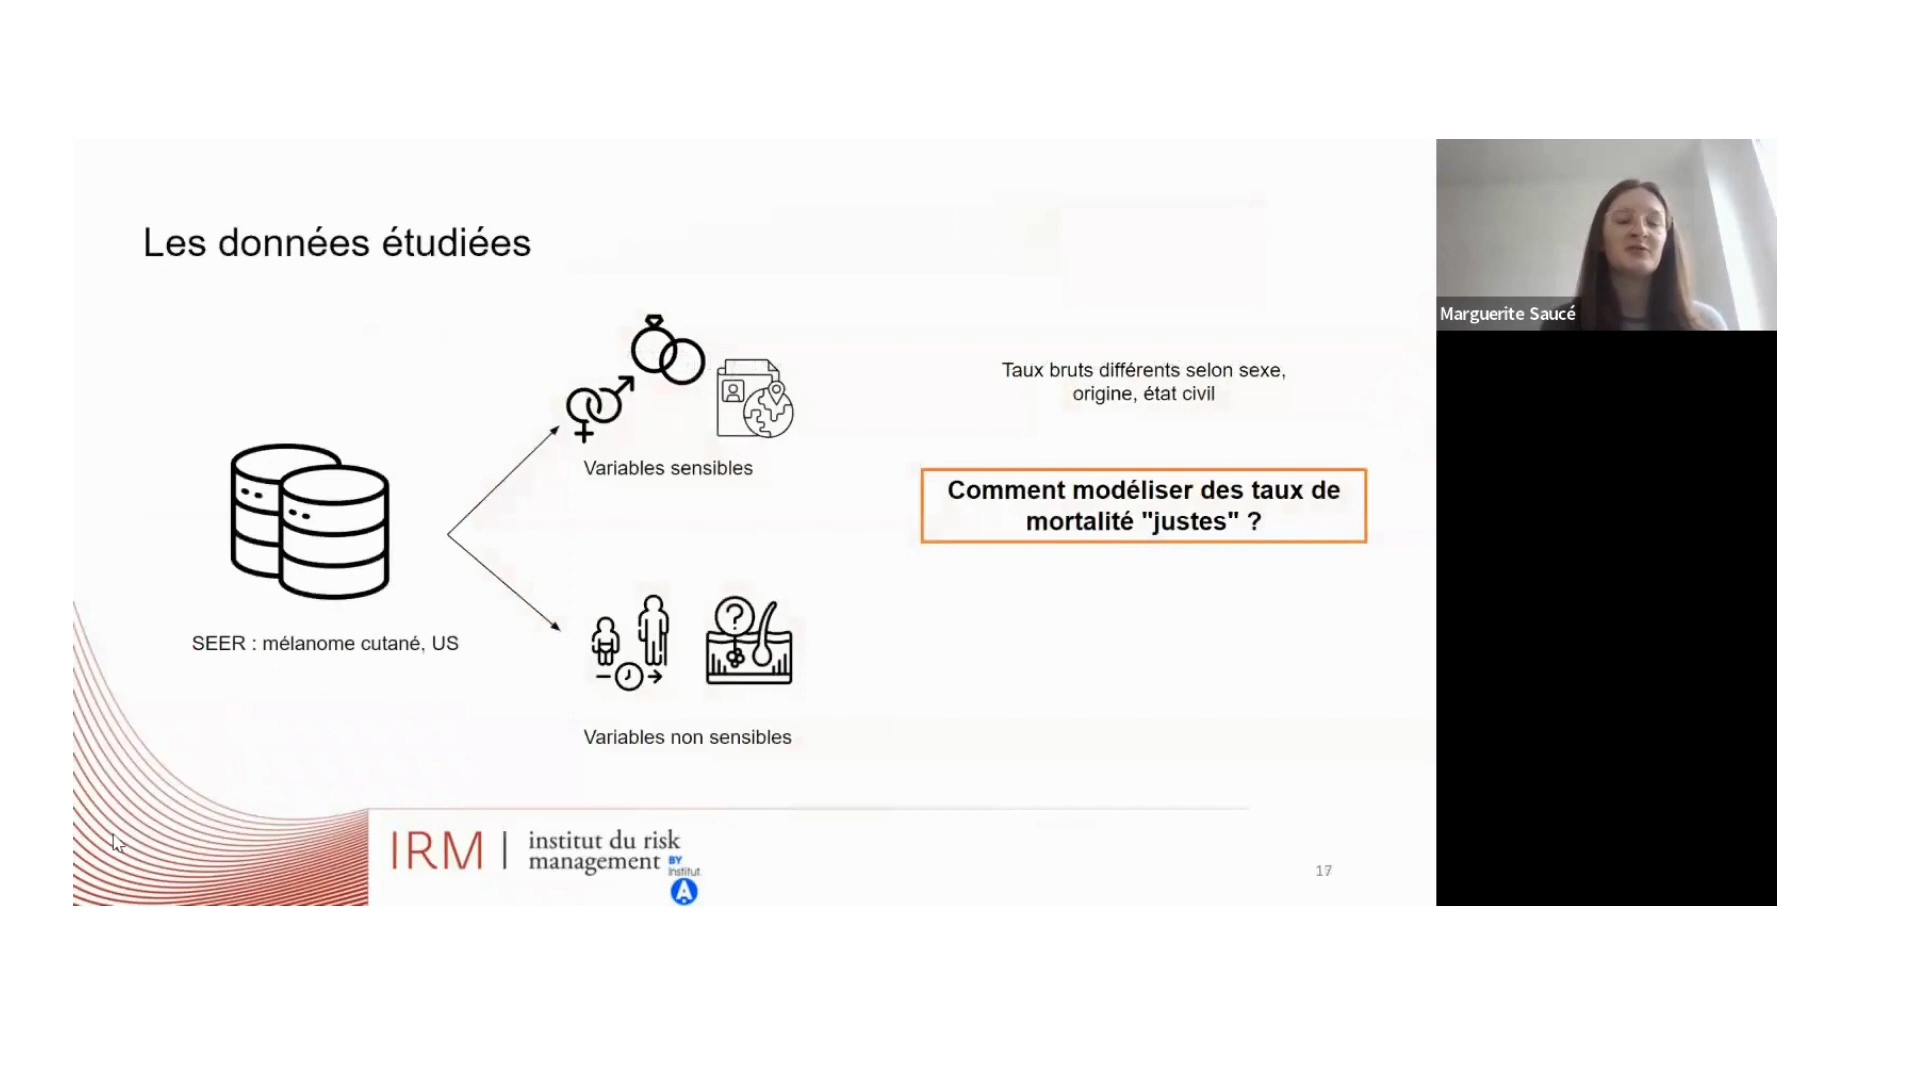 Les données étudiées
Variables sensibles
SEER : mélanome cutané, US
Variables non sensibles
Taux bruts différents selon sexe,
origine, état civil
Comment modéliser des taux de
mortalité "justes" ?
IRM | institut du risk
management BY
Institut
A
17
Marguerite Saucé